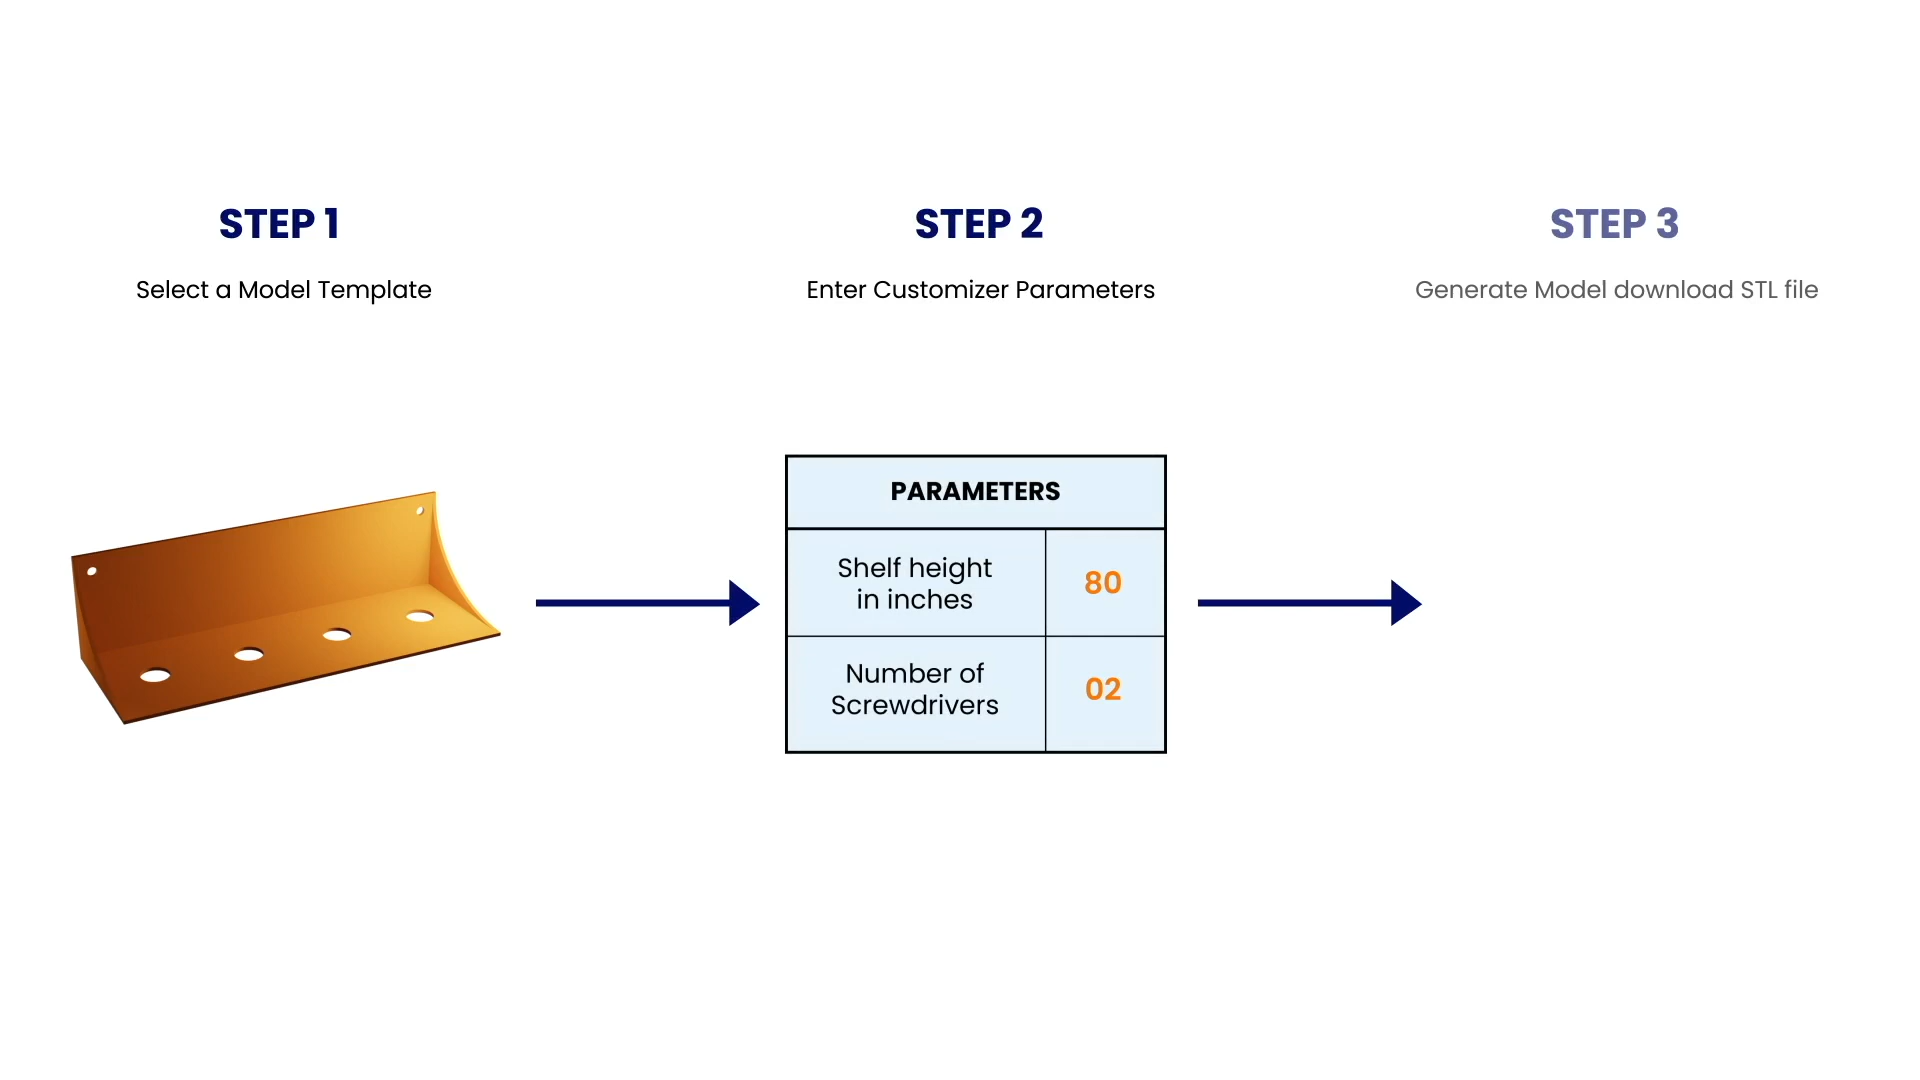 STEP 1
Select a Model Template
STEP 2
Enter Customizer Parameters
STEP 3
Generate Model download STL file
PARAMETERS
Shelf height
in inches
80
Number of
Screwdrivers
02